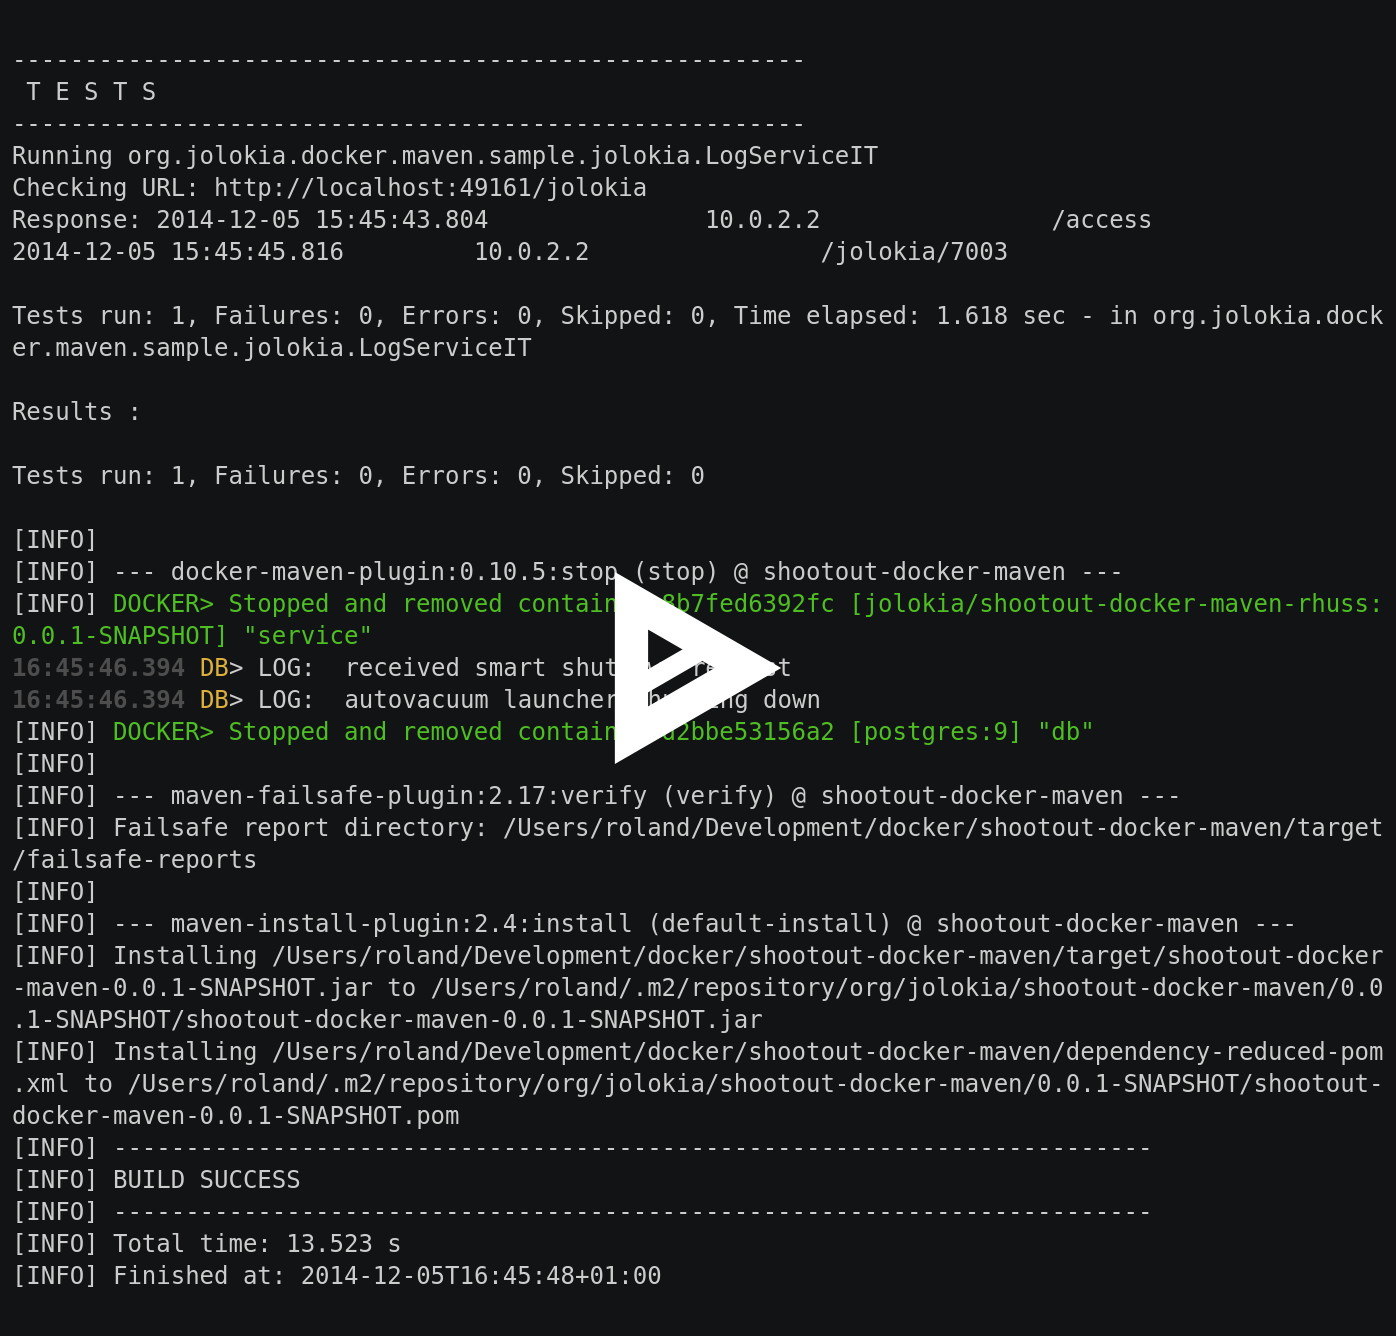 -------------------------------------------------------
 T E S T S
-------------------------------------------------------
Running org.jolokia.docker.maven.sample.jolokia.LogServiceIT
Checking URL: http://localhost:49161/jolokia
Response: 2014-12-05 15:45:43.804               10.0.2.2                /access
2014-12-05 15:45:45.816         10.0.2.2                /jolokia/7003

Tests run: 1, Failures: 0, Errors: 0, Skipped: 0, Time elapsed: 1.618 sec - in org.jolokia.dock
er.maven.sample.jolokia.LogServiceIT

Results :

Tests run: 1, Failures: 0, Errors: 0, Skipped: 0

[INFO]
[INFO] --- docker-maven-plugin:0.10.5:stop (stop) @ shootout-docker-maven ---
[INFO] DOCKER> Stopped and removed [jolokia/shootout-docker-maven-rhuss:
0.0.1-SNAPSHOT] "service"
16:45:46.394 DB> LOG:  received smart
16:45:46.394 DB> LOG:  autovacuum launcher down
[INFO] DOCKER> Stopped and removed [postgres:9] "db"
[INFO]
[INFO] --- maven-failsafe-plugin:2.17:verify (verify) @ shootout-docker-maven ---
[INFO] Failsafe report directory: /Users/roland/Development/docker/shootout-docker-maven/target
/failsafe-reports
[INFO]
[INFO] --- maven-install-plugin:2.4:install (default-install) @ shootout-docker-maven ---
[INFO] Installing /Users/roland/Development/docker/shootout-docker-maven/target/shootout-docker
-maven-0.0.1-SNAPSHOT.jar to /Users/roland/.m2/repository/org/jolokia/shootout-docker-maven/0.0
.1-SNAPSHOT/shootout-docker-maven-0.0.1-SNAPSHOT.jar
[INFO] Installing /Users/roland/Development/docker/shootout-docker-maven/dependency-reduced-pom
.xml to /Users/roland/.m2/repository/org/jolokia/shootout-docker-maven/0.0.1-SNAPSHOT/shootout-
docker-maven-0.0.1-SNAPSHOT.pom
[INFO] ------------------------------------------------------------------------
[INFO] BUILD SUCCESS
[INFO] ------------------------------------------------------------------------
[INFO] Total time: 13.523 s
[INFO] Finished at: 2014-12-05T16:45:48+01:00